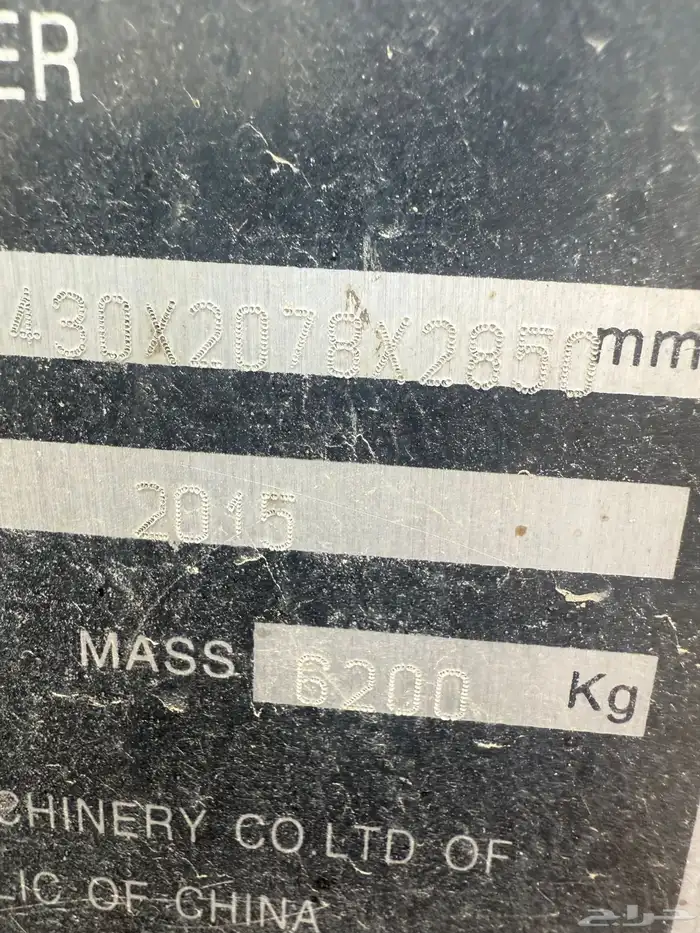 ER
430X2078X2850mm
2015
MASS 6200 Kg
CHINERY CO.LTD OF
LIC OF CHINA
حراج